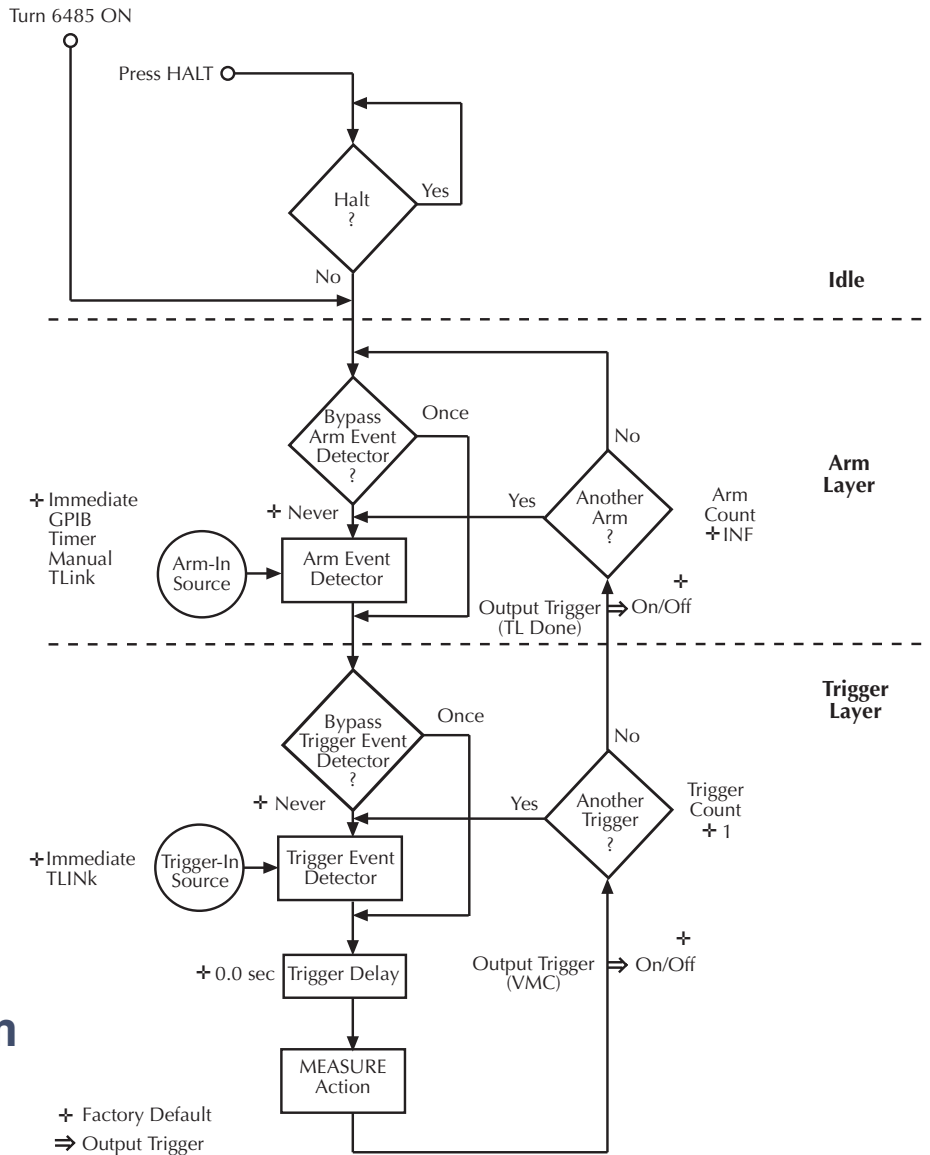 Turn 6485 ON
Press HALT
Halt
?
Yes
No
Idle
Bypass
Arm Event
Detector
?
Once
No
Arm
Layer
✛ Immediate
GPIB
Timer
Manual
TLink
✛ Never
Yes
Another
Arm
?
Arm
Count
✛ INF
Arm-In
Source
Arm Event
Detector
✛
Output Trigger ⇒ On/Off
(TL Done)
Trigger
Layer
Bypass
Trigger Event
Detector
?
Once
No
✛ Never
Yes
Another
Trigger
?
Trigger
Count
✛ 1
✛ Immediate
TLINk
Trigger-In
Source
Trigger Event
Detector
✛ 0.0 sec
Trigger Delay
✛
Output Trigger ⇒ On/Off
(VMC)
MEASURE
Action
✛ Factory Default
⇒ Output Trigger